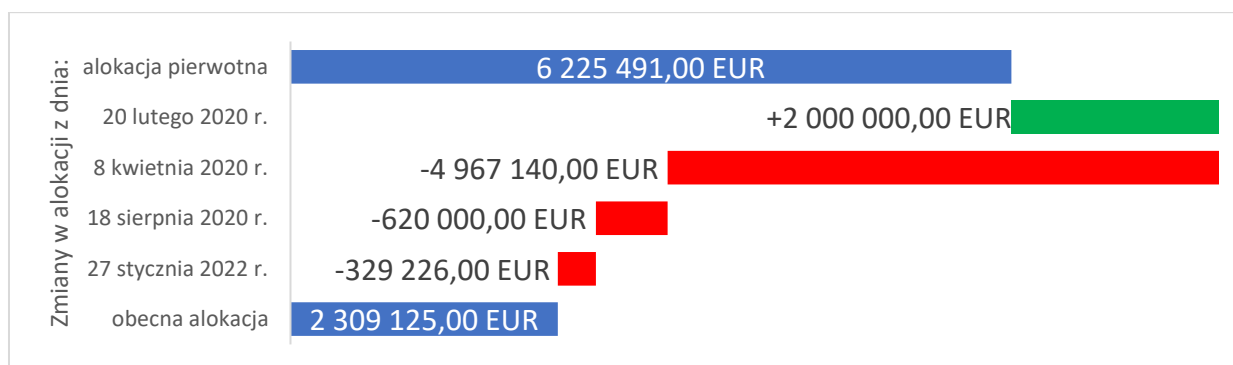 Zmiany w alokacji z dnia:
alokacja pierwotna 6 225 491,00 EUR
20 lutego 2020 r. +2 000 000,00 EUR
8 kwietnia 2020 r. -4 967 140,00 EUR
18 sierpnia 2020 r. -620 000,00 EUR
27 stycznia 2022 r. -329 226,00 EUR
obecna alokacja 2 309 125,00 EUR